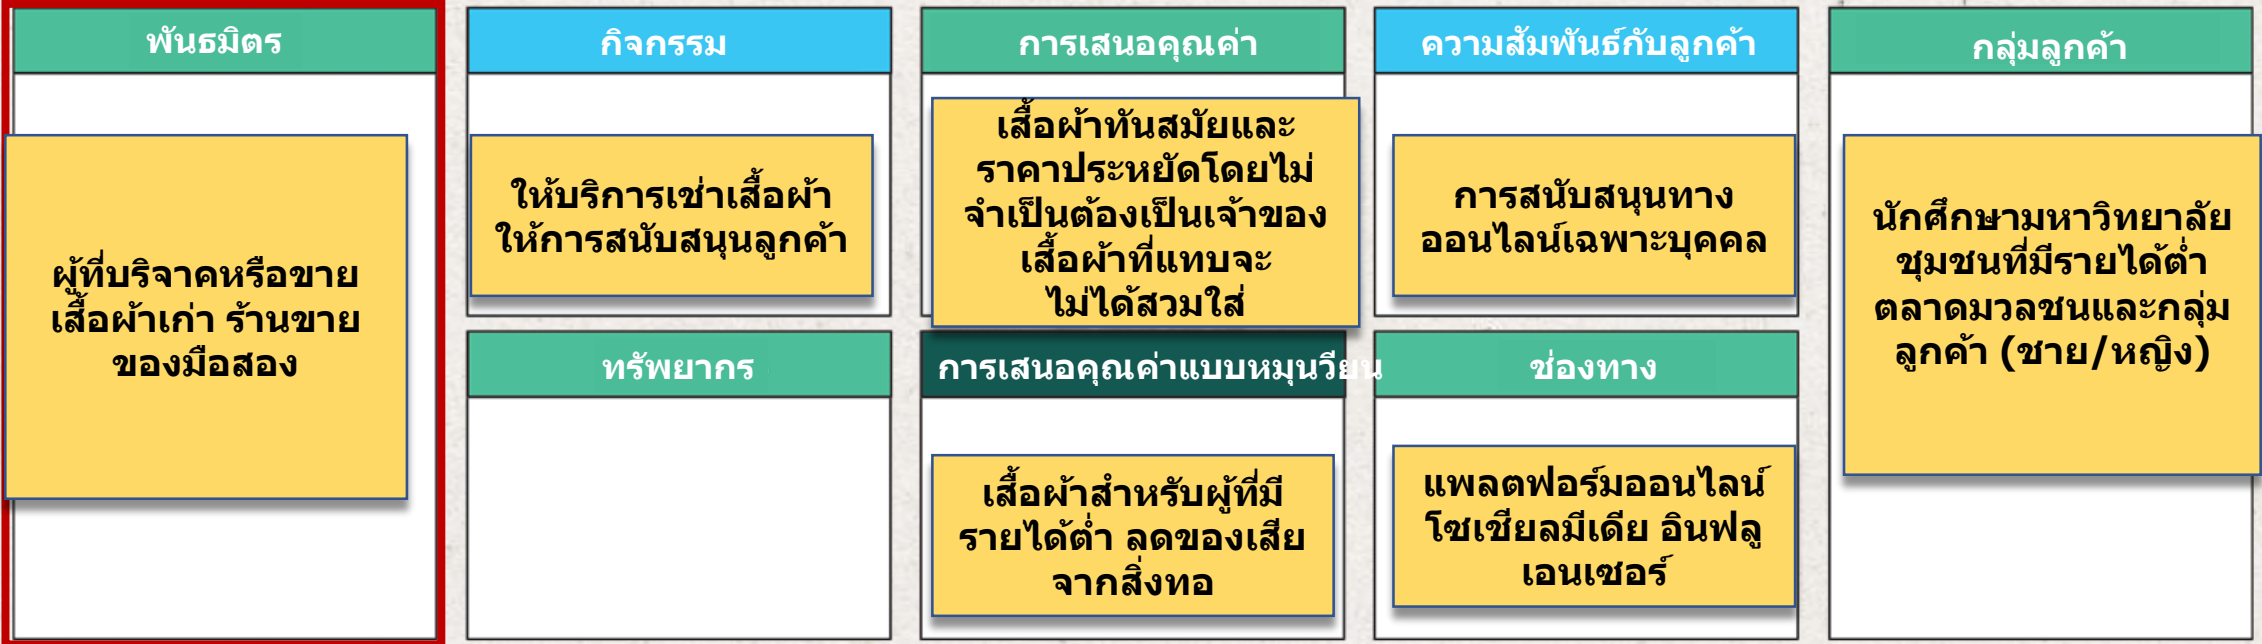 พันธมิตร
ผู้ที่บริจาคหรือขาย
เสื้อผ้าเก่า ร้านขาย
ของมือสอง
กิจกรรม
ให้บริการเช่าเสื้อผ้า
ให้การสนับสนุนลูกค้า
ทรัพยากร
การเสนอคุณค่า
เสื้อผ้าทันสมัยและ
ราคาประหยัดโดยไม่
จำเป็นต้องเป็นเจ้าของ
เสื้อผ้าที่แทบจะ
ไม่ได้สวมใส่
การเสนอคุณค่าแบบหมุนวียน
เสื้อผ้าสำหรับผู้ที่มี
รายได้ต่ำ ลดของเสีย
จากสิ่งทอ
ความสัมพันธ์กับลูกค้า
การสนับสนุนทาง
ออนไลน์เฉพาะบุคคล
ช่องทาง
แพลตฟอร์มออนไลน์
โซเชียลมีเดีย อินฟลู
เอนเซอร์
กลุ่มลูกค้า
นักศึกษามหาวิทยาลัย
ชุมชนที่มีรายได้ต่ำ
ตลาดมวลชนและกลุ่ม
ลูกค้า (ชาย/หญิง)